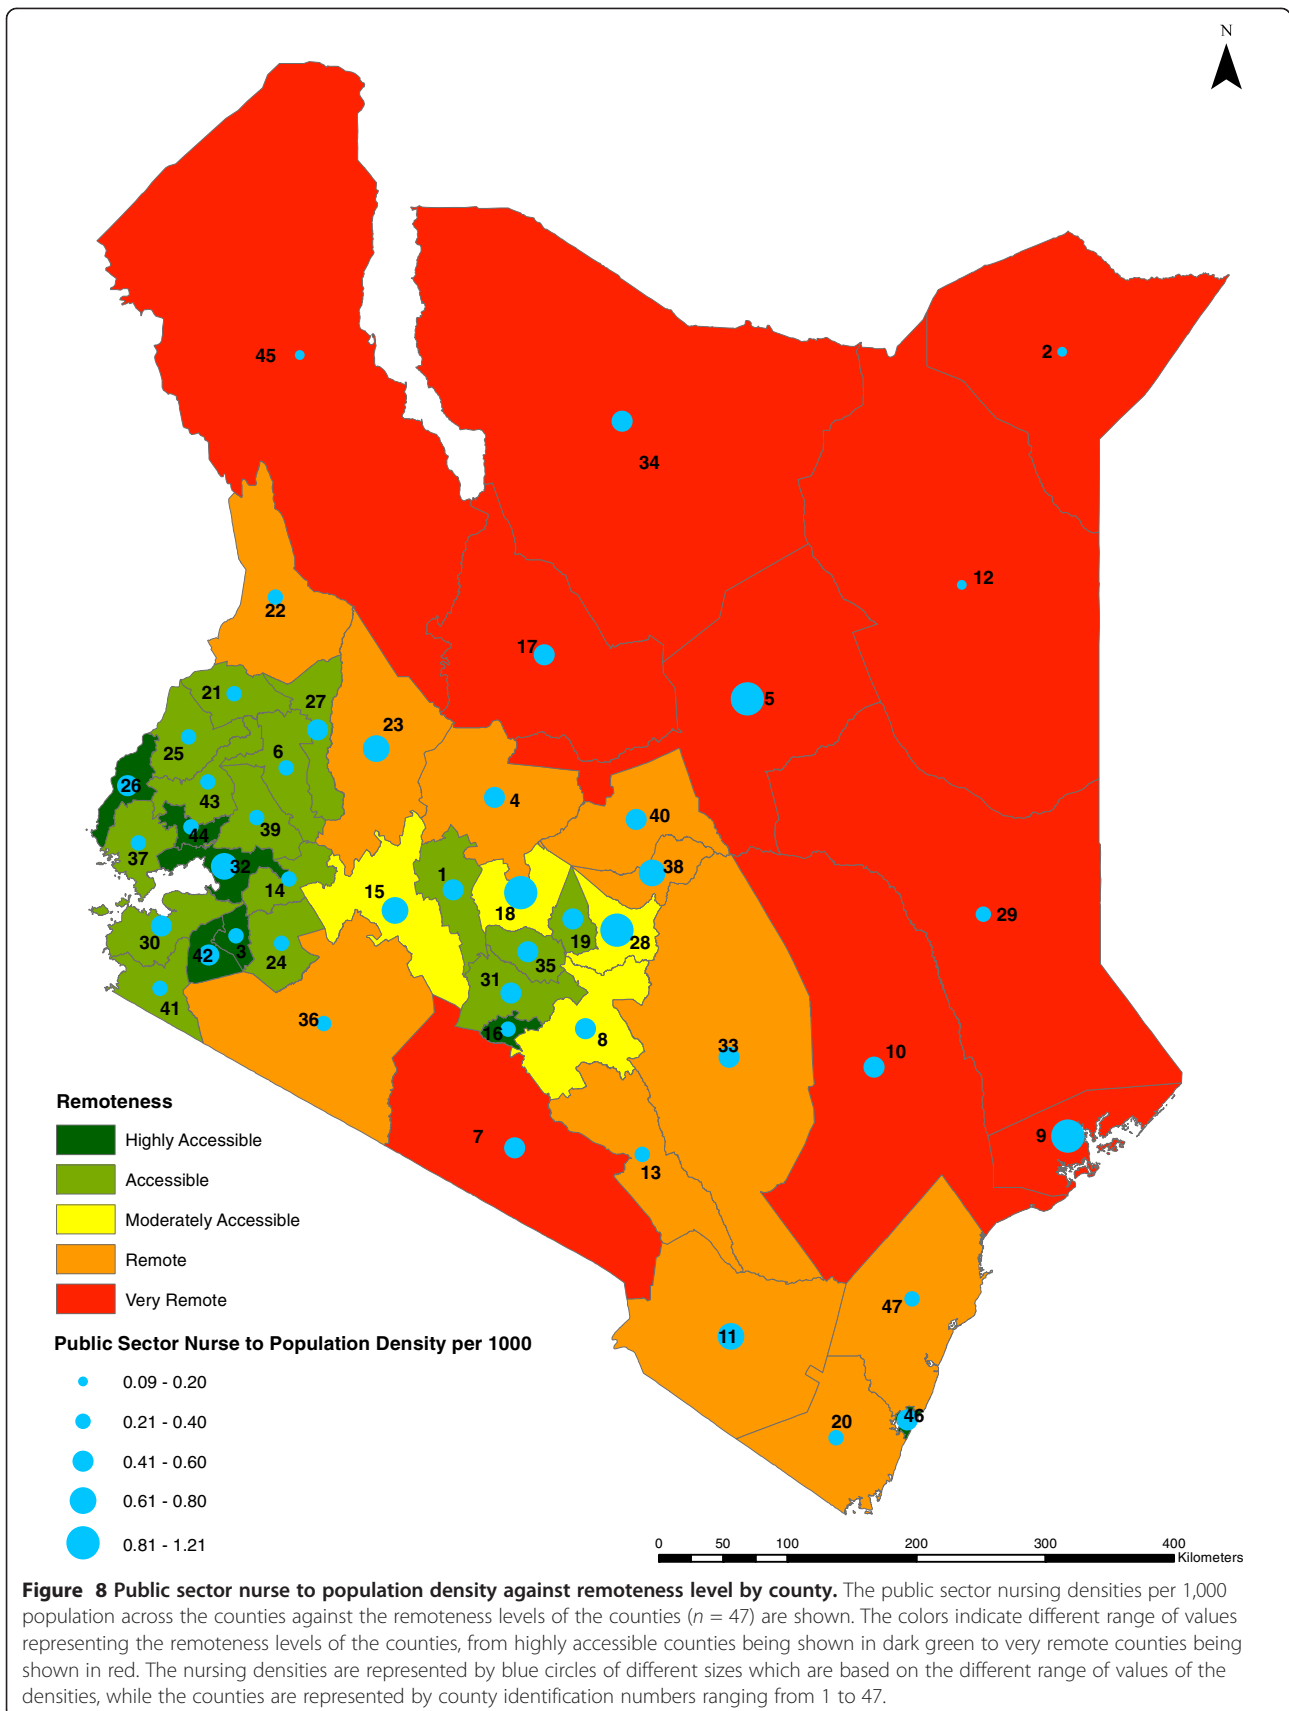 N
45
2
34
12
22
17
5
21
27
23
25
6
26
4
43
40
44
39
37
32
38
14
15
1
18
29
30
19
28
42
3
24
35
31
41
36
16
8
33
10
9
7
13
47
11
46
20
Remoteness
Highly Accessible
Accessible
Moderately Accessible
Remote
Very Remote
Public Sector Nurse to Population Density per 1000
0.09 - 0.20
0.21 - 0.40
0.41 - 0.60
0.61 - 0.80
0.81 - 1.21
0 50 100 200 300 400
Kilometers
Figure 8 Public sector nurse to population density against remoteness level by county. The public sector nursing densities per 1,000
population across the counties against the remoteness levels of the counties (n = 47) are shown. The colors indicate different range of values
representing the remoteness levels of the counties, from highly accessible counties being shown in dark green to very remote counties being
shown in red. The nursing densities are represented by blue circles of different sizes which are based on the different range of values of the
densities, while the counties are represented by county identification numbers ranging from 1 to 47.